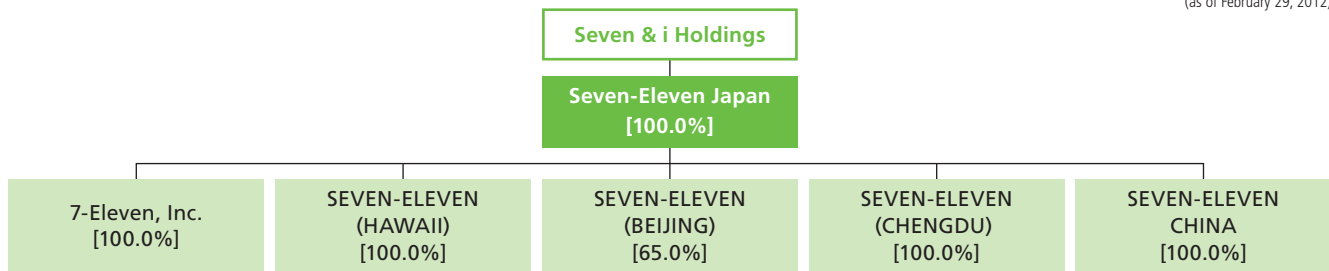 (as of February 29, 2012)
Seven & i Holdings
Seven-Eleven Japan
[100.0%]
7-Eleven, Inc.
[100.0%]
SEVEN-ELEVEN
(HAWAII)
[100.0%]
SEVEN-ELEVEN
(BEIJING)
[65.0%]
SEVEN-ELEVEN
(CHENGDU)
[100.0%]
SEVEN-ELEVEN
CHINA
[100.0%]